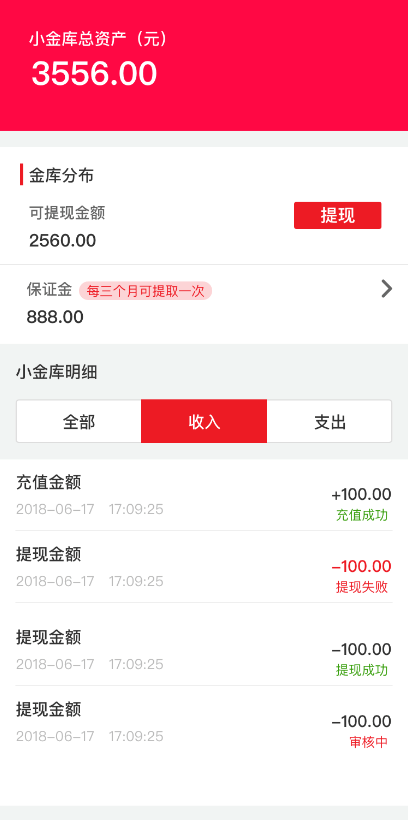 小金库总资产（元）
3556.00
金库分布
可提现金额
提现
2560.00
保证金 每三个月可提取一次
888.00
小金库明细
全部 收入 支出
充值金额
+100.00
2018-06-17 17:09:25
充值成功
提现金额
-100.00
2018-06-17 17:09:25
提现失败
提现金额
-100.00
2018-06-17 17:09:25
提现成功
提现金额
-100.00
2018-06-17 17:09:25
审核中